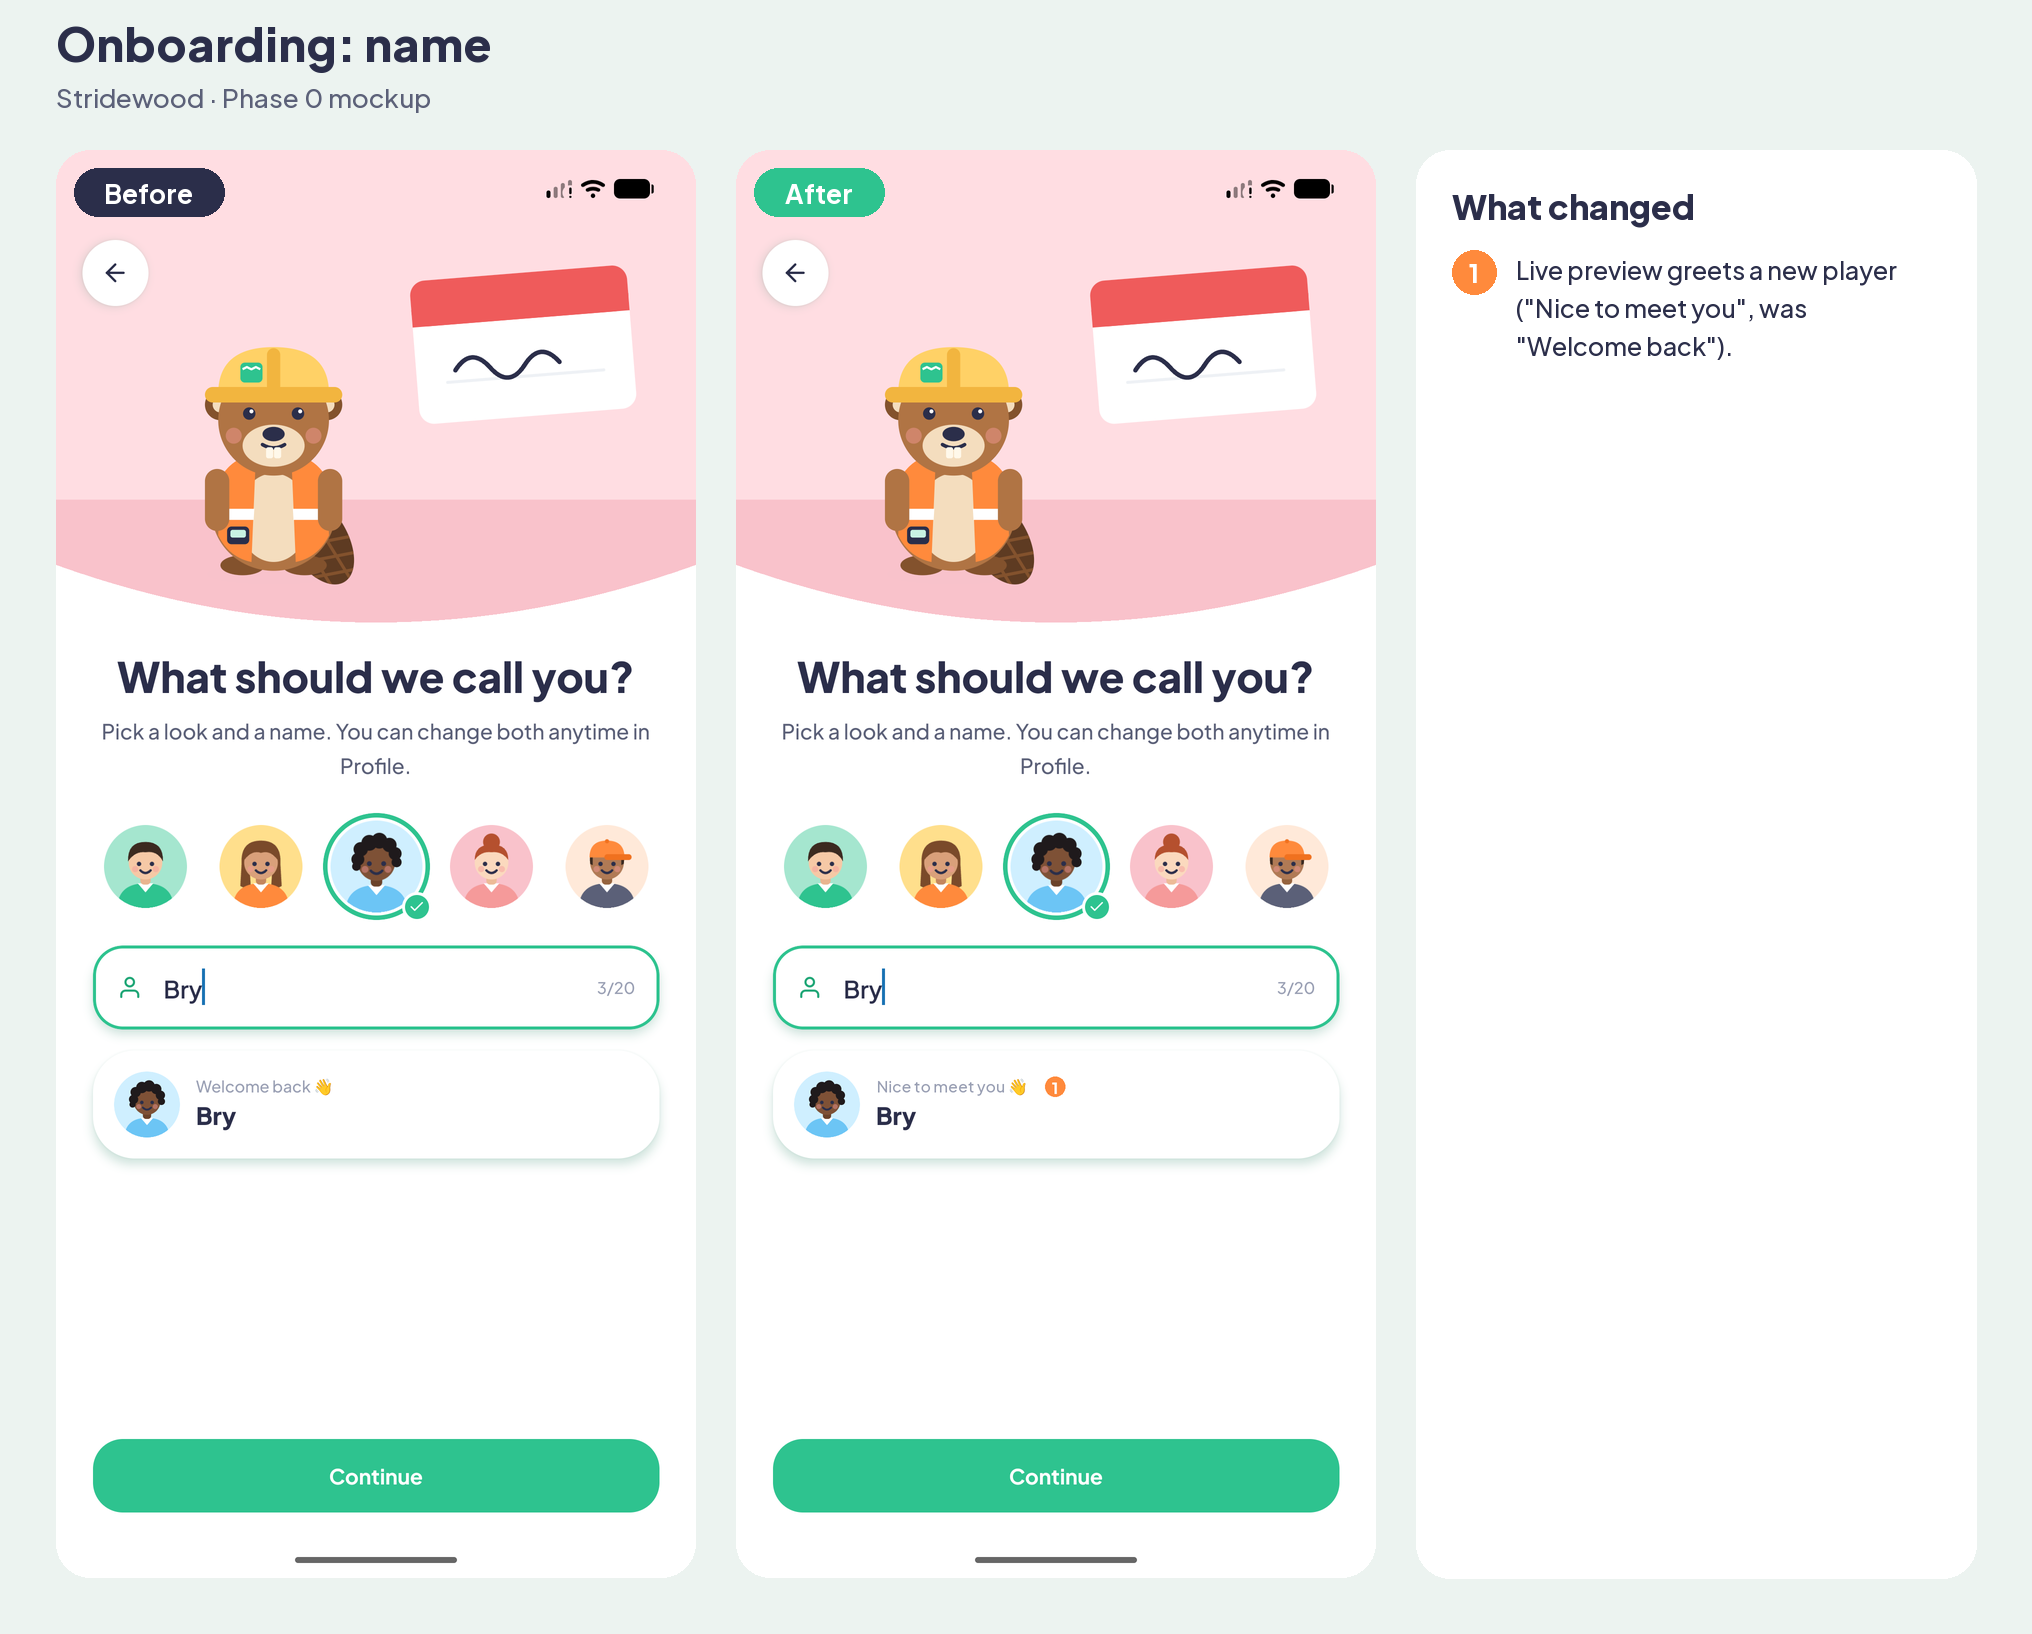 Onboarding: name
Stridewood · Phase 0 mockup
Before
What should we call you?
Pick a look and a name. You can change both anytime in
Profile.
Bry
3/20
Welcome back 👋
Bry
Continue
After
What should we call you?
Pick a look and a name. You can change both anytime in
Profile.
Bry
3/20
Nice to meet you 👋 1
Bry
Continue
What changed
1 Live preview greets a new player
("Nice to meet you", was
"Welcome back").